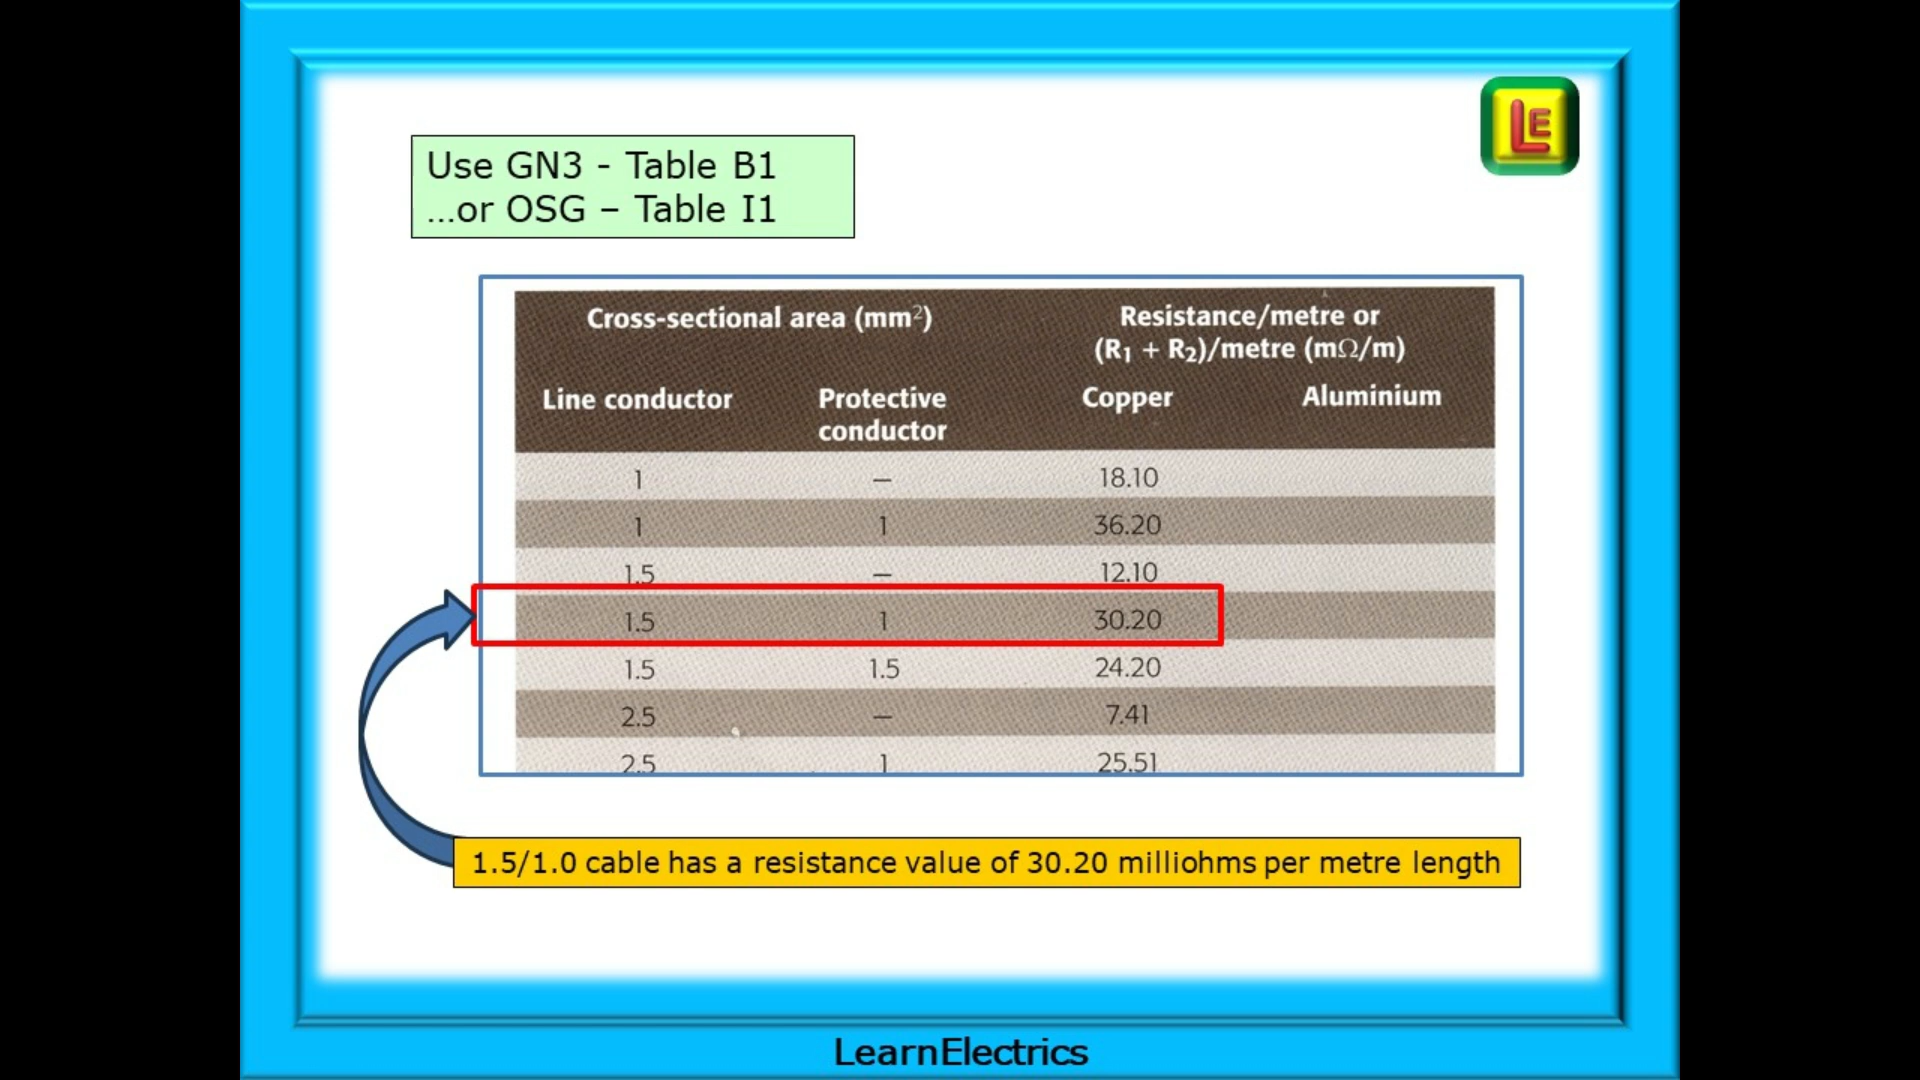 LE
Use GN3 - Table B1
...or OSG – Table I1
Cross-sectional area (mm²) Resistance/metre or
(R₁ + R₂)/metre (mΩ/m)
Line conductor Protective Copper Aluminium
conductor
1 — 18.10
1 1 36.20
1.5 — 12.10
1.5 1 30.20
1.5 1.5 24.20
2.5 — 7.41
2.5 1 25.51
1.5/1.0 cable has a resistance value of 30.20 milliohms per metre length
LearnElectrics